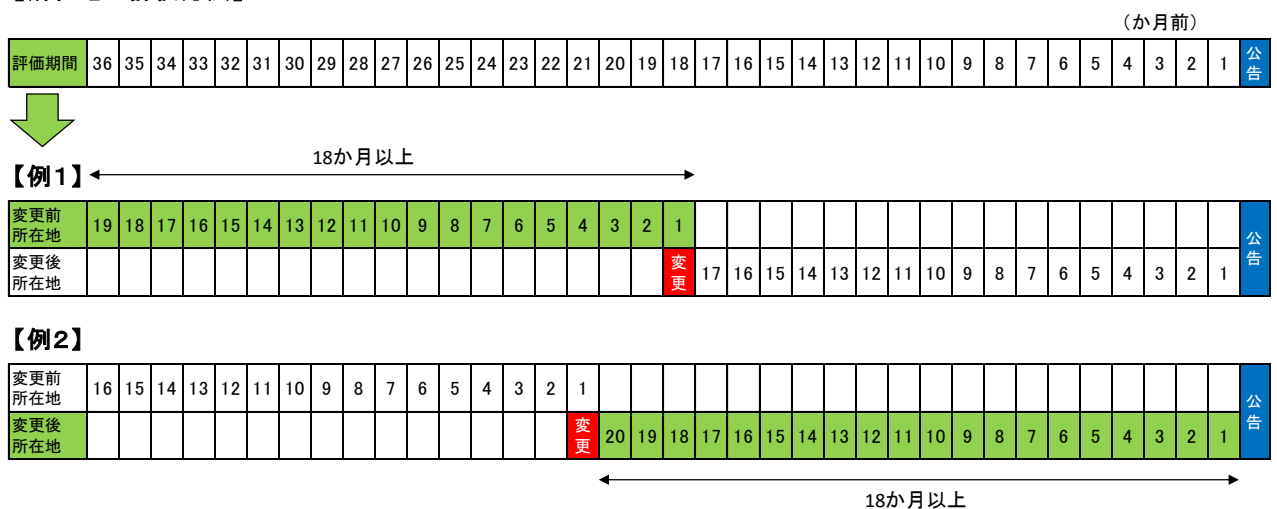 （か月前）
評価期間 36 35 34 33 32 31 30 29 28 27 26 25 24 23 22 21 20 19 18 17 16 15 14 13 12 11 10 9 8 7 6 5 4 3 2 1 公告
18か月以上
【例１】
変更前
所在地 19 18 17 16 15 14 13 12 11 10 9 8 7 6 5 4 3 2 1
公告
変更後
所在地 変更 17 16 15 14 13 12 11 10 9 8 7 6 5 4 3 2 1
【例２】
変更前
所在地 16 15 14 13 12 11 10 9 8 7 6 5 4 3 2 1
公告
変更後
所在地 変更 20 19 18 17 16 15 14 13 12 11 10 9 8 7 6 5 4 3 2 1
18か月以上